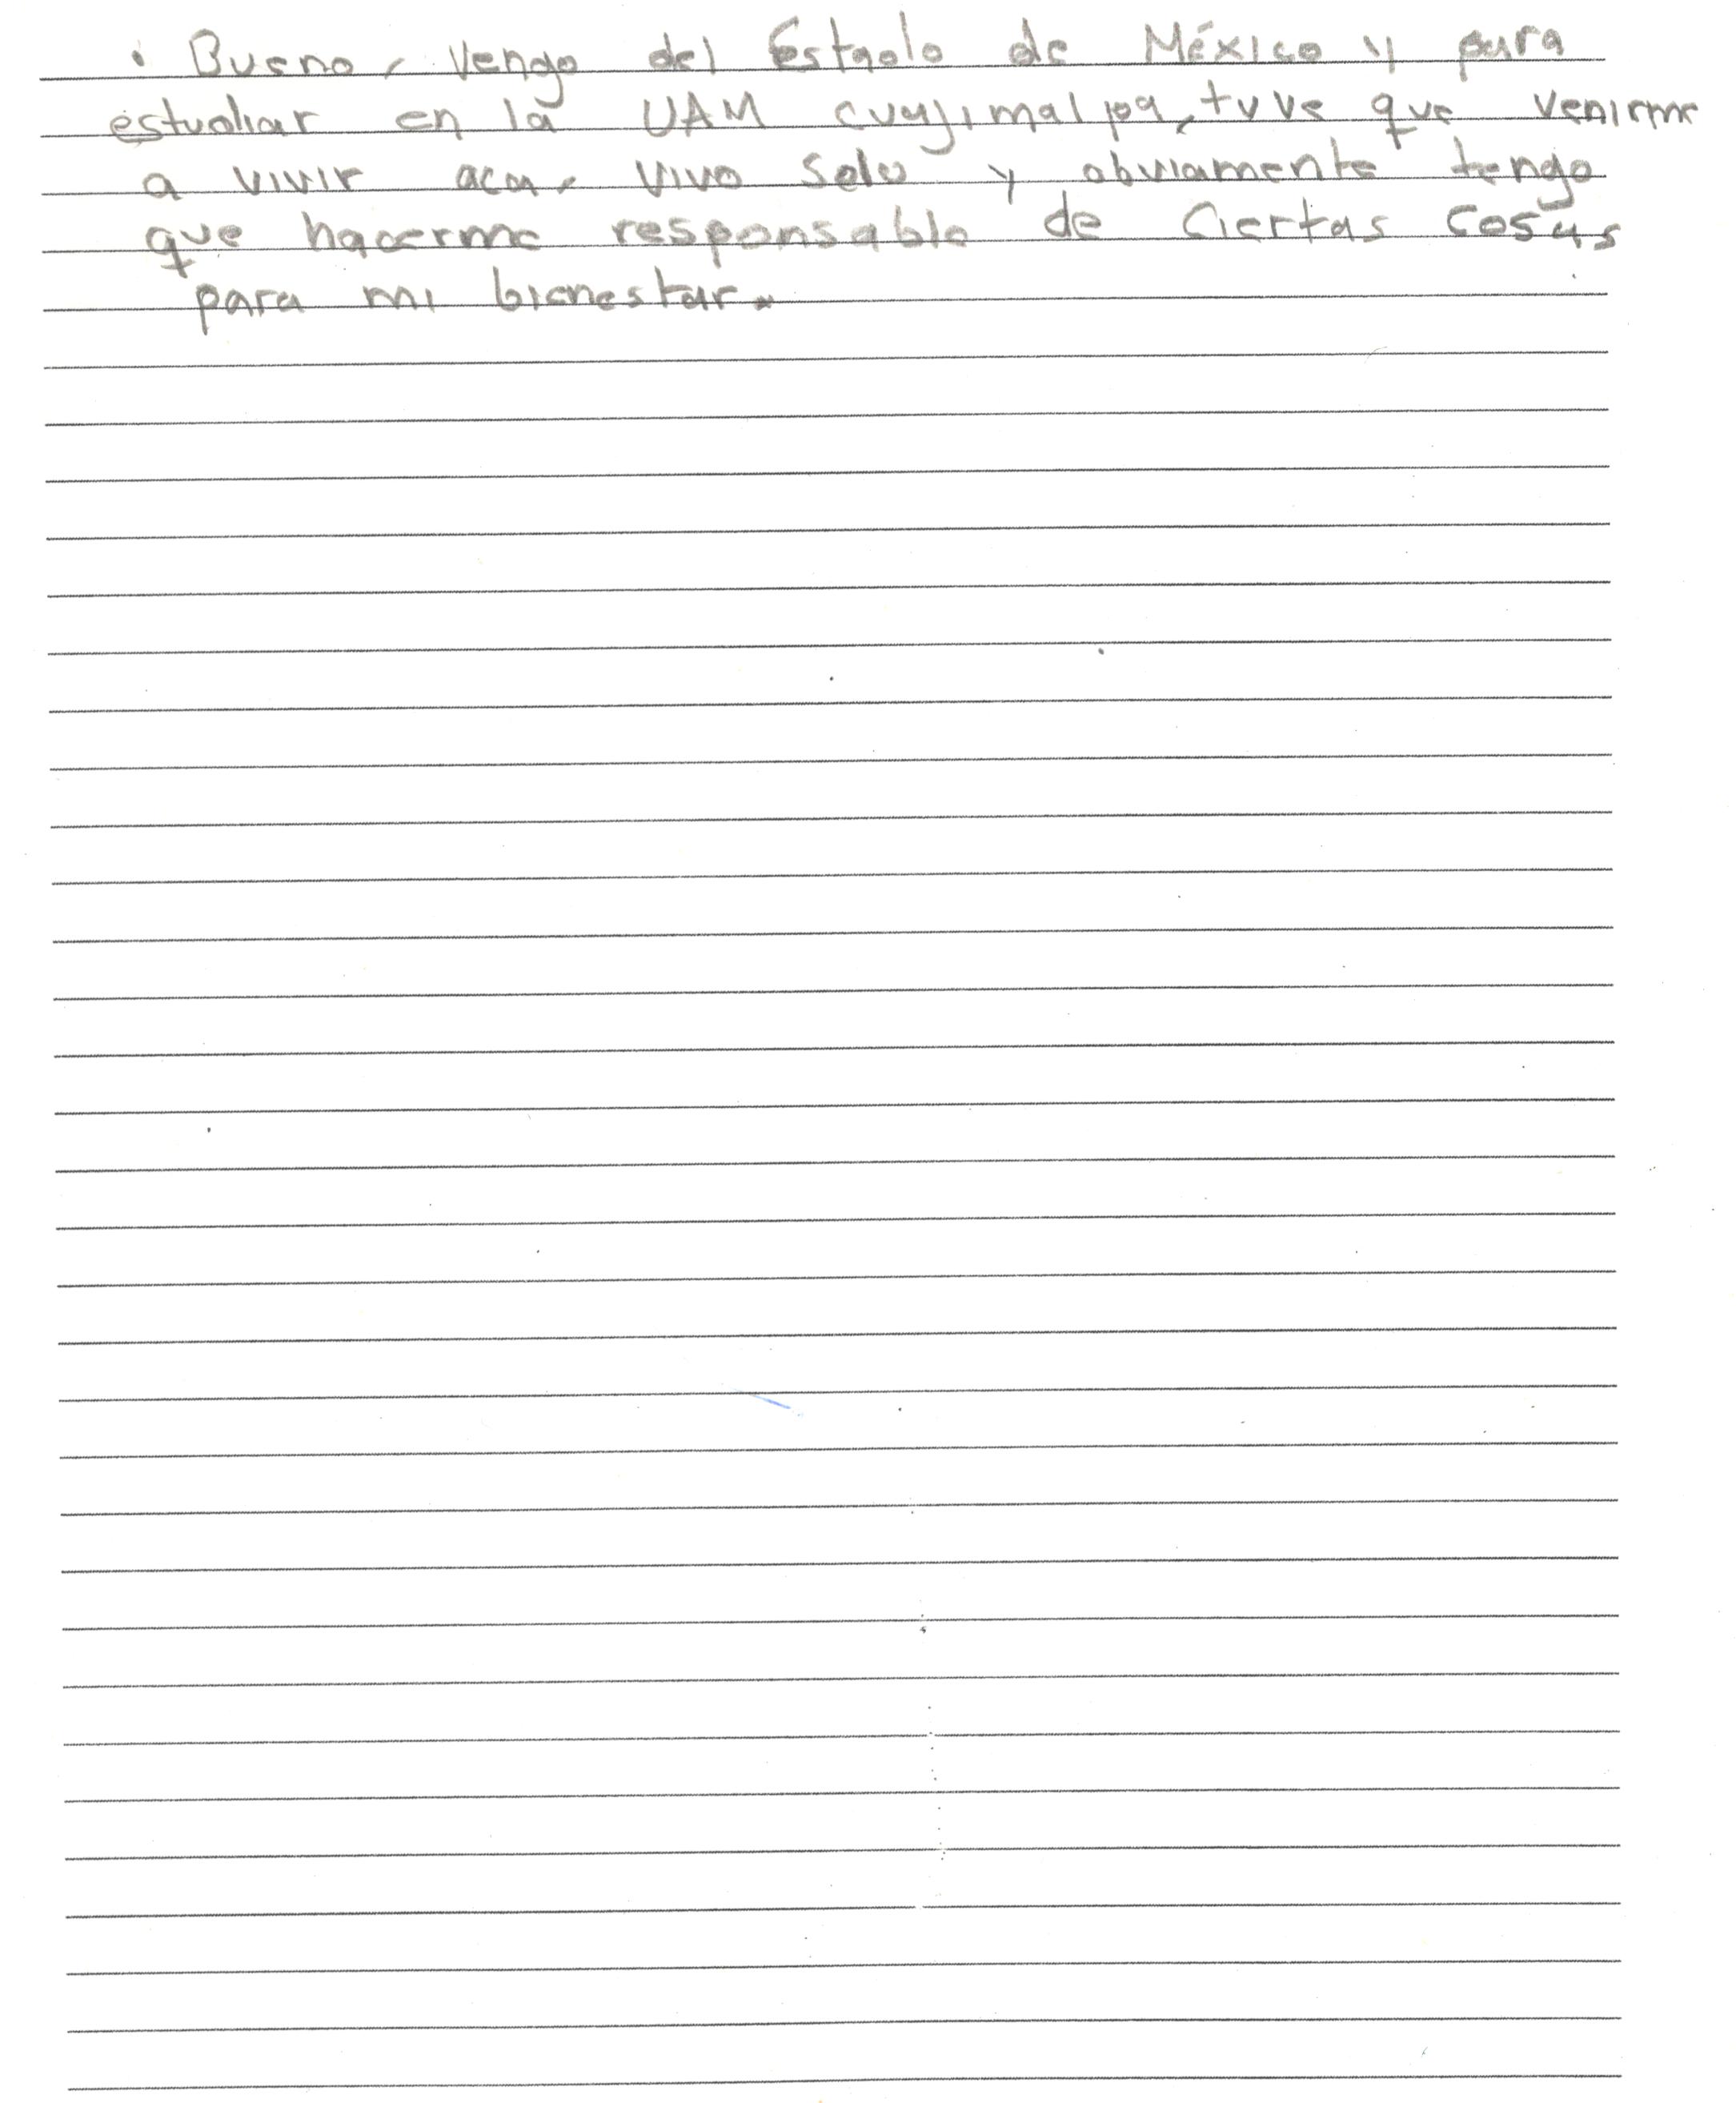 • Bueno, vengo del Estado de México y para
estudiar en la UAM cuajimalpa, tuve que venirme
a vivir aca, vivo solo y obviamente tengo
que hacerme responsable de ciertas cosas
para mi bienestar.